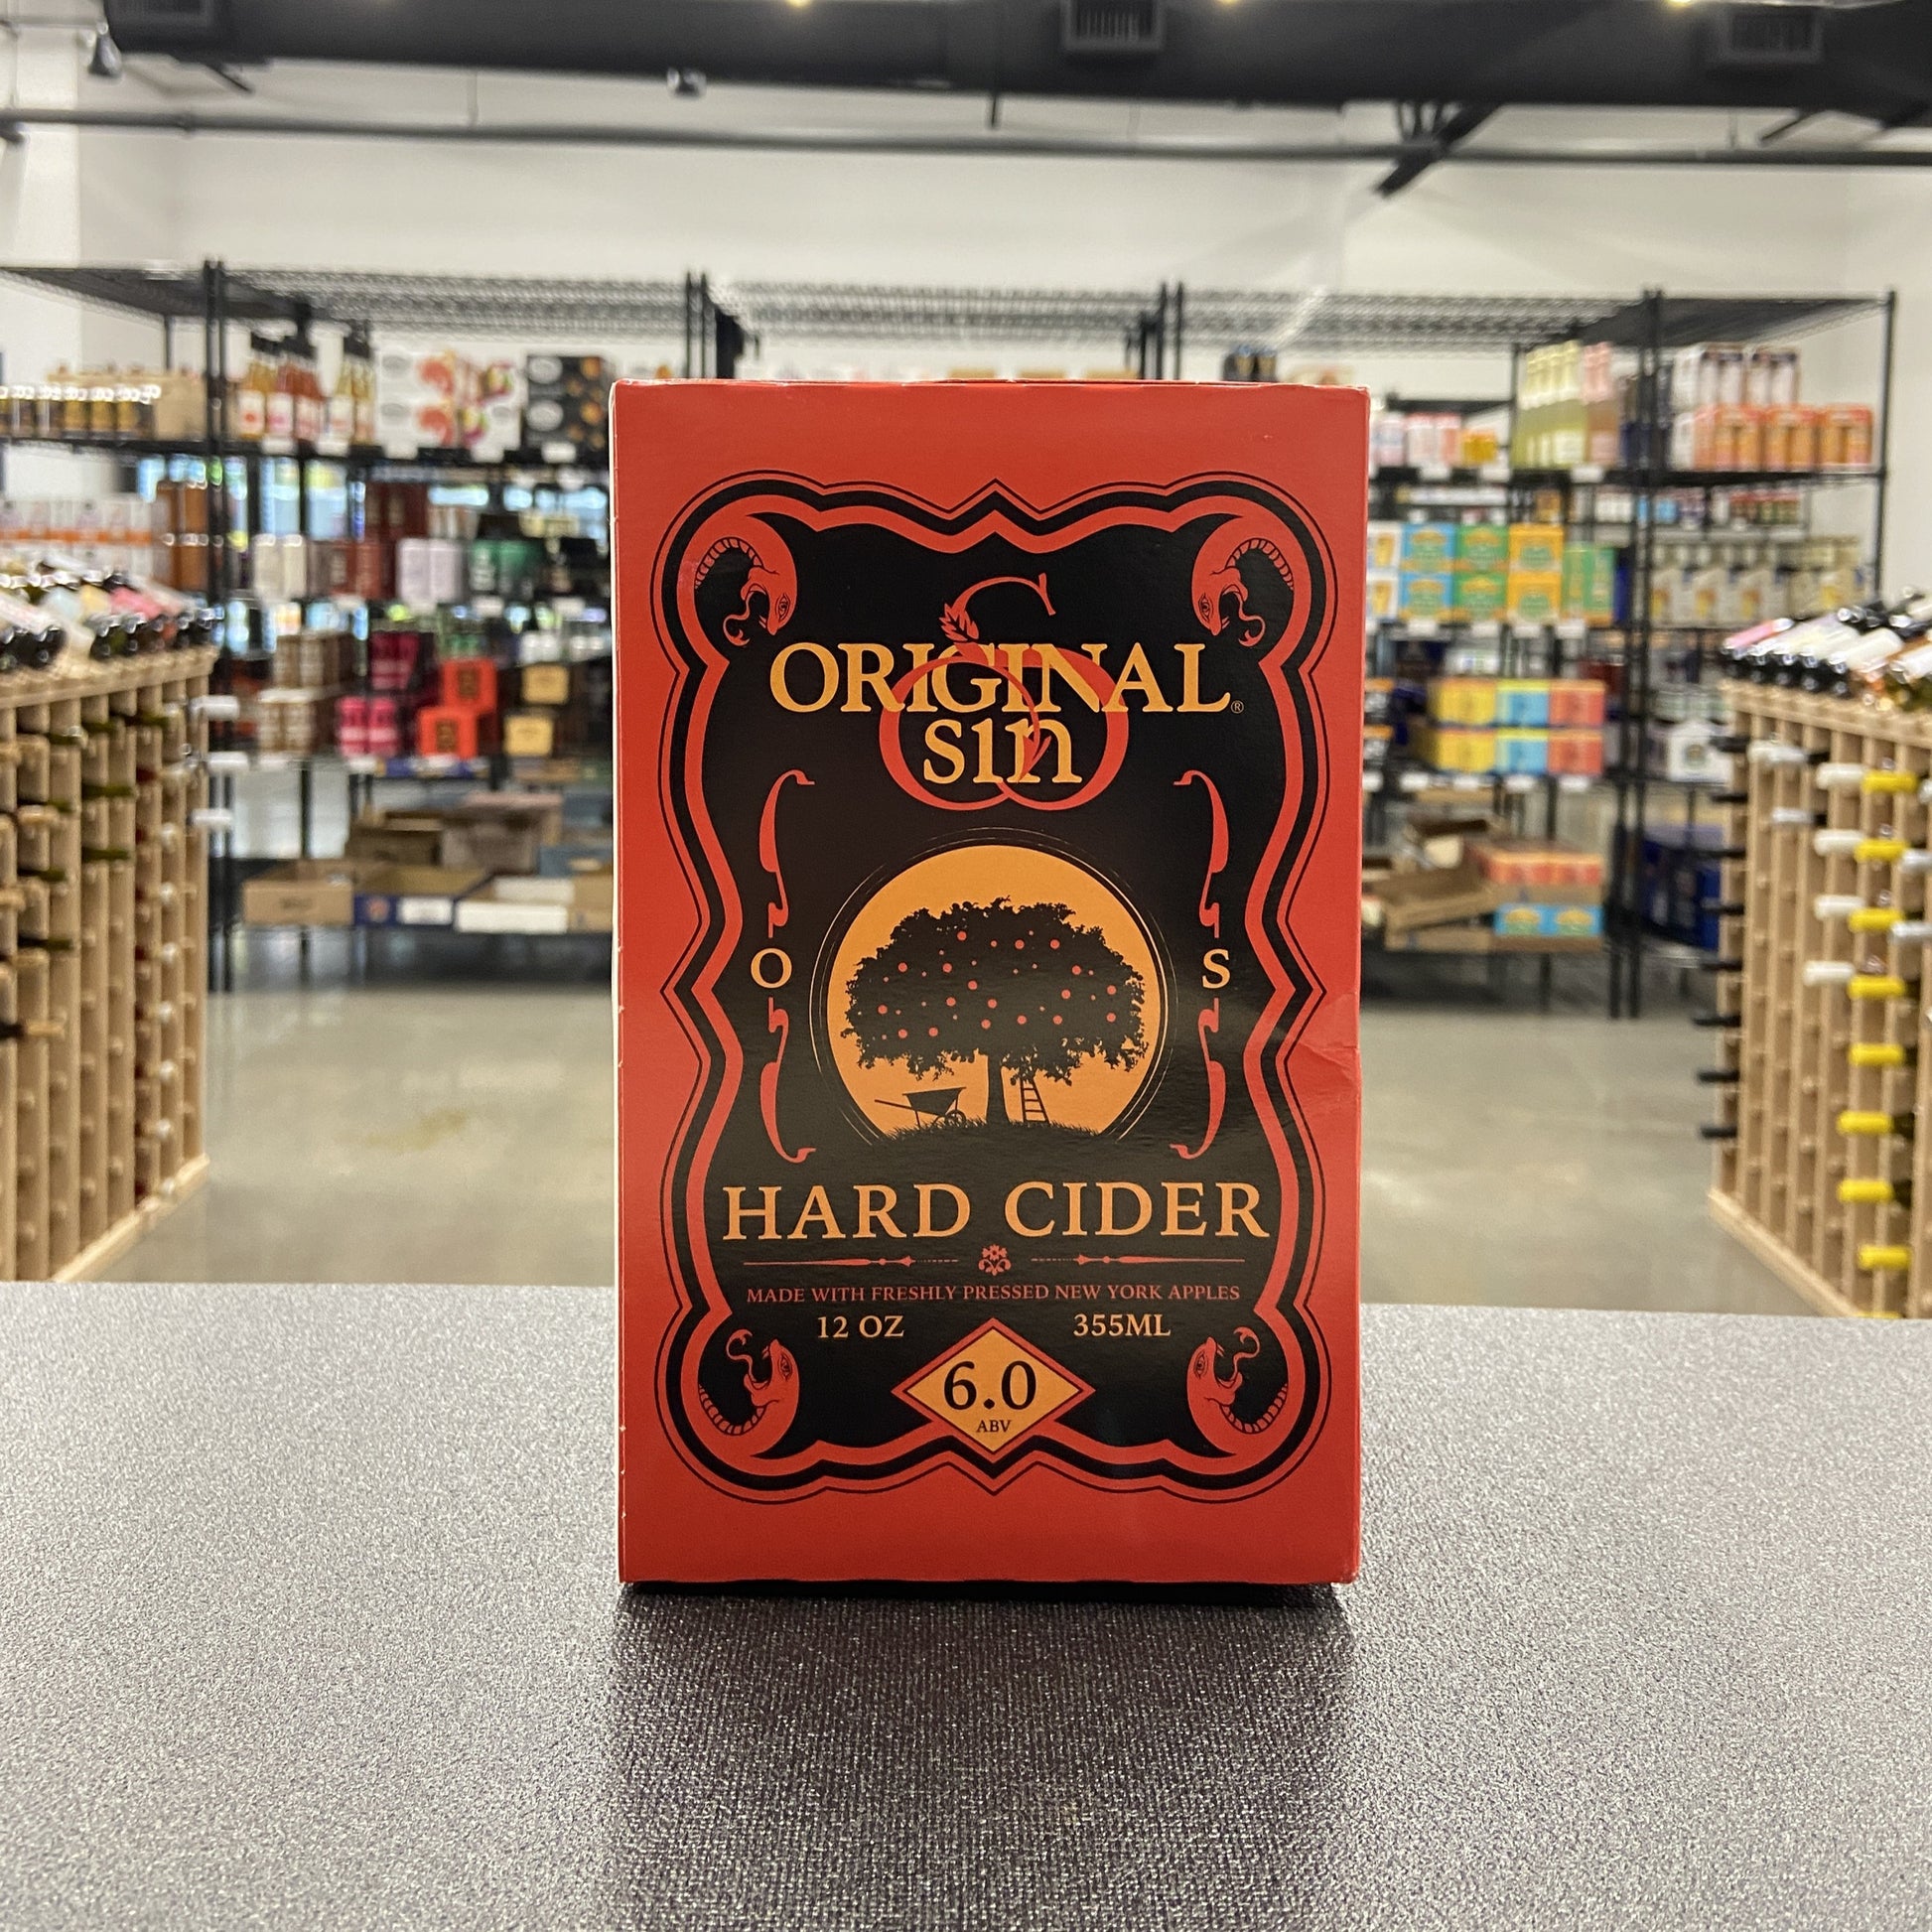 ORIGINAL®
sin
O
S
HARD CIDER
MADE WITH FRESHLY PRESSED NEW YORK APPLES
12 OZ 355ML
6.0
ABV